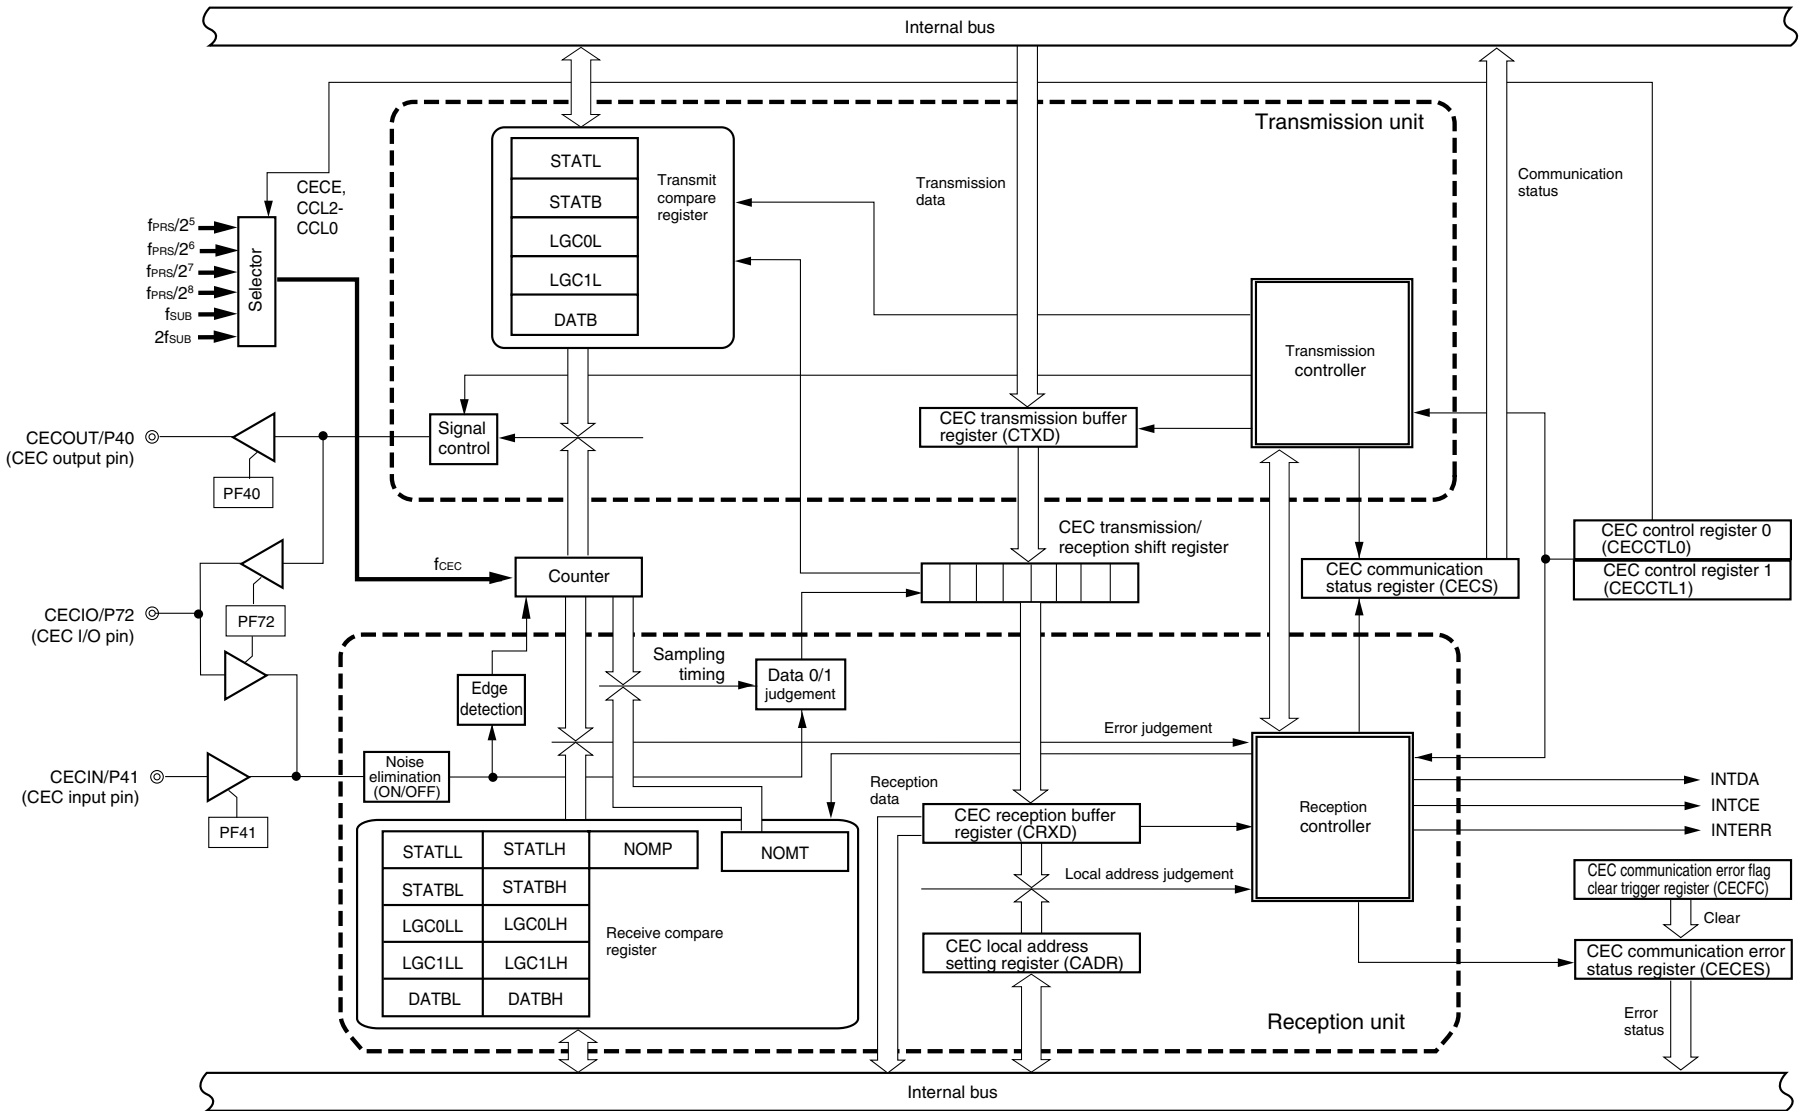 Internal bus
Transmission unit
STATL
STATB
LGC0L
LGC1L
DATB
Transmit
compare
register
Transmission
data
Communication
status
CECE,
CCL2-
CCL0
fPRS/2⁵
fPRS/2⁶
fPRS/2⁷
fPRS/2⁸
fSUB
2fSUB
Selector
Transmission
controller
CECOUT/P40
(CEC output pin)
PF40
Signal
control
CEC transmission buffer
register (CTXD)
CEC transmission/
reception shift register
CEC control register 0
(CECCTL0)
CEC control register 1
(CECCTL1)
fCEC
Counter
CEC communication
status register (CECS)
CECIO/P72
(CEC I/O pin)
PF72
Sampling
timing
Data 0/1
judgement
Edge
detection
Error judgement
CECIN/P41
(CEC input pin)
PF41
Noise
elimination
(ON/OFF)
Reception
data
CEC reception buffer
register (CRXD)
Reception
controller
INTDA
INTCE
INTERR
STATLL
STATLH
NOMP
NOMT
STATBL
STATBH
LGC0LL
LGC0LH
LGC1LL
LGC1LH
DATBL
DATBH
Receive compare
register
Local address judgement
CEC local address
setting register (CADR)
CEC communication error flag
clear trigger register (CECFC)
Clear
CEC communication error
status register (CECES)
Error
status
Reception unit
Internal bus